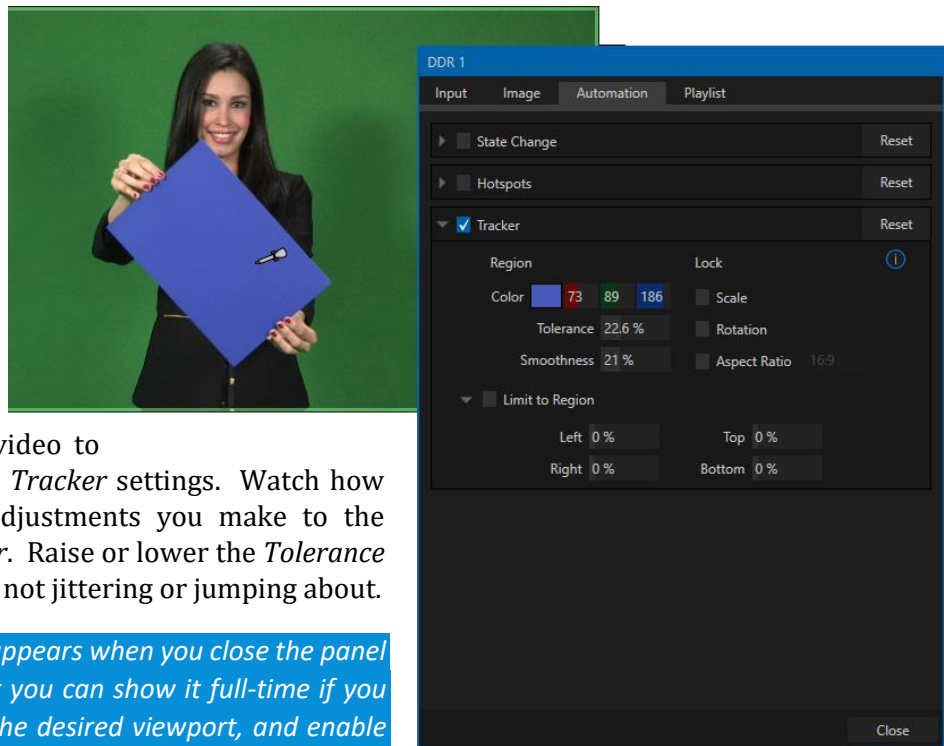 DDR 1
Input Image Automation Playlist
State Change Reset
Hotspots Reset
Tracker Reset
Region Lock
Color 73 89 186 Scale
Tolerance 22.6 % Rotation
Smoothness 21 % Aspect Ratio 16:9
Limit to Region
Left 0 % Top 0 %
Right 0 % Bottom 0 %
Close
video to
Tracker settings. Watch how
adjustments you make to the
Raise or lower the Tolerance
not jittering or jumping about.
appears when you close the panel
you can show it full-time if you
the desired viewport, and enable